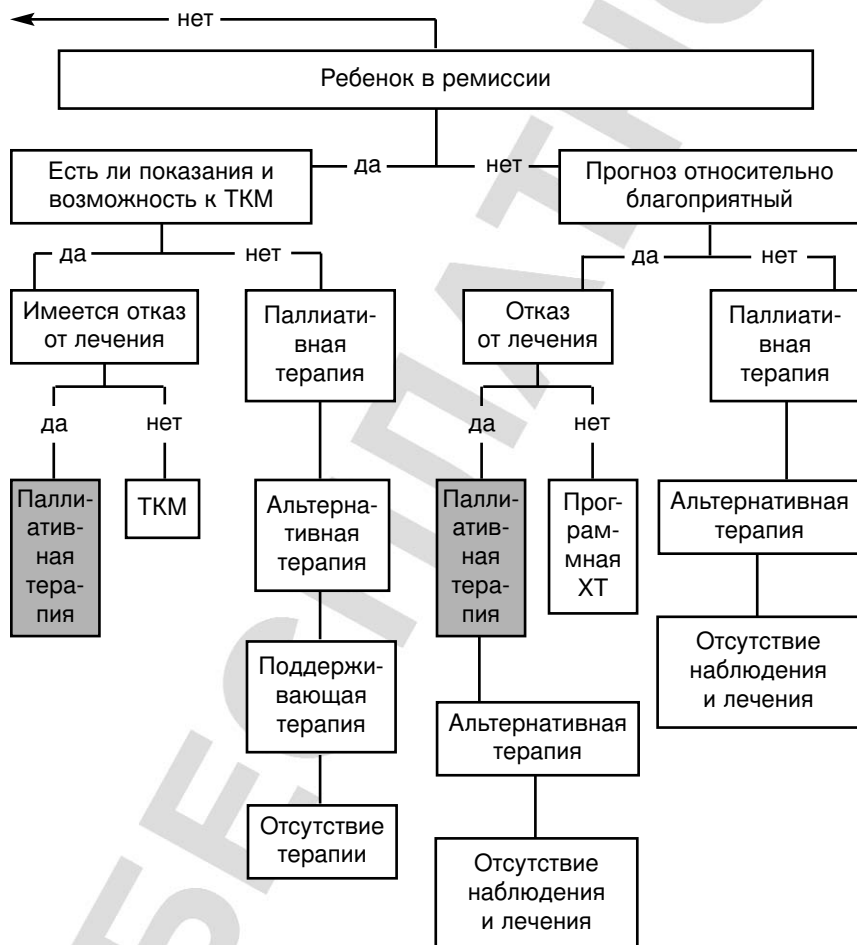 нет
Ребенок в ремиссии
да
нет
Есть ли показания и
возможность к ТКМ
Прогноз относительно
благоприятный
да
нет
да
нет
Имеется отказ
от лечения
Паллиати-
вная
терапия
Отказ
от лечения
Паллиати-
вная
терапия
да
нет
да
нет
Палли-
атив-
ная
тера-
пия
ТКМ
Альтерна-
тивная
терапия
Палли-
атив-
ная
тера-
пия
Прог-
рам-
мная
ХТ
Альтернативная
терапия
Поддержи-
вающая
терапия
Отсутствие
наблюдения
и лечения
Альтернативная
терапия
Отсутствие
терапии
Отсутствие
наблюдения
и лечения
БЕСПЛАТНО